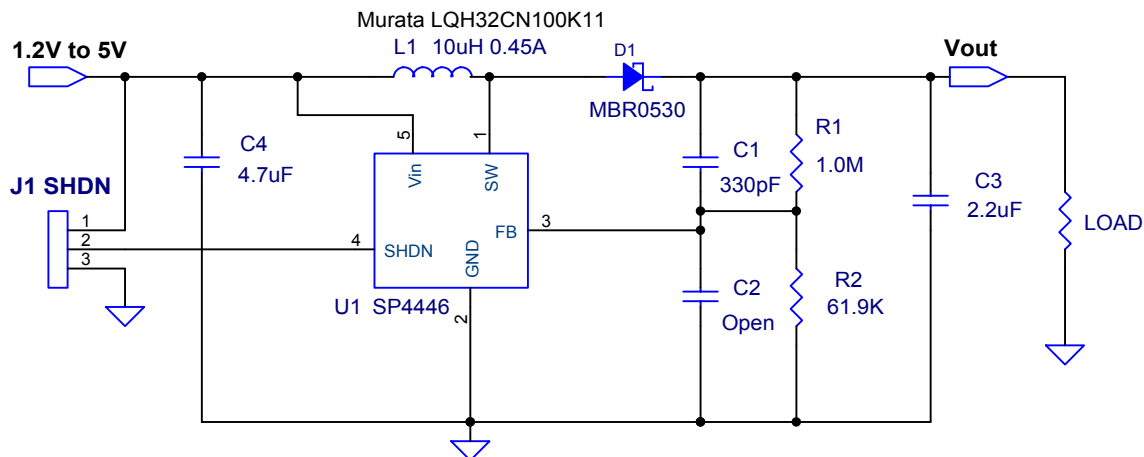 Murata LQH32CN100K11
1.2V to 5V
L1 10uH 0.45A
D1
Vout
MBR0530
C4
4.7uF
5
1
Vin
SW
C1
330pF
R1
1.0M
J1 SHDN
1
2
3
4
SHDN
FB
3
GND
C3
2.2uF
LOAD
U1 SP4446
2
C2
Open
R2
61.9K